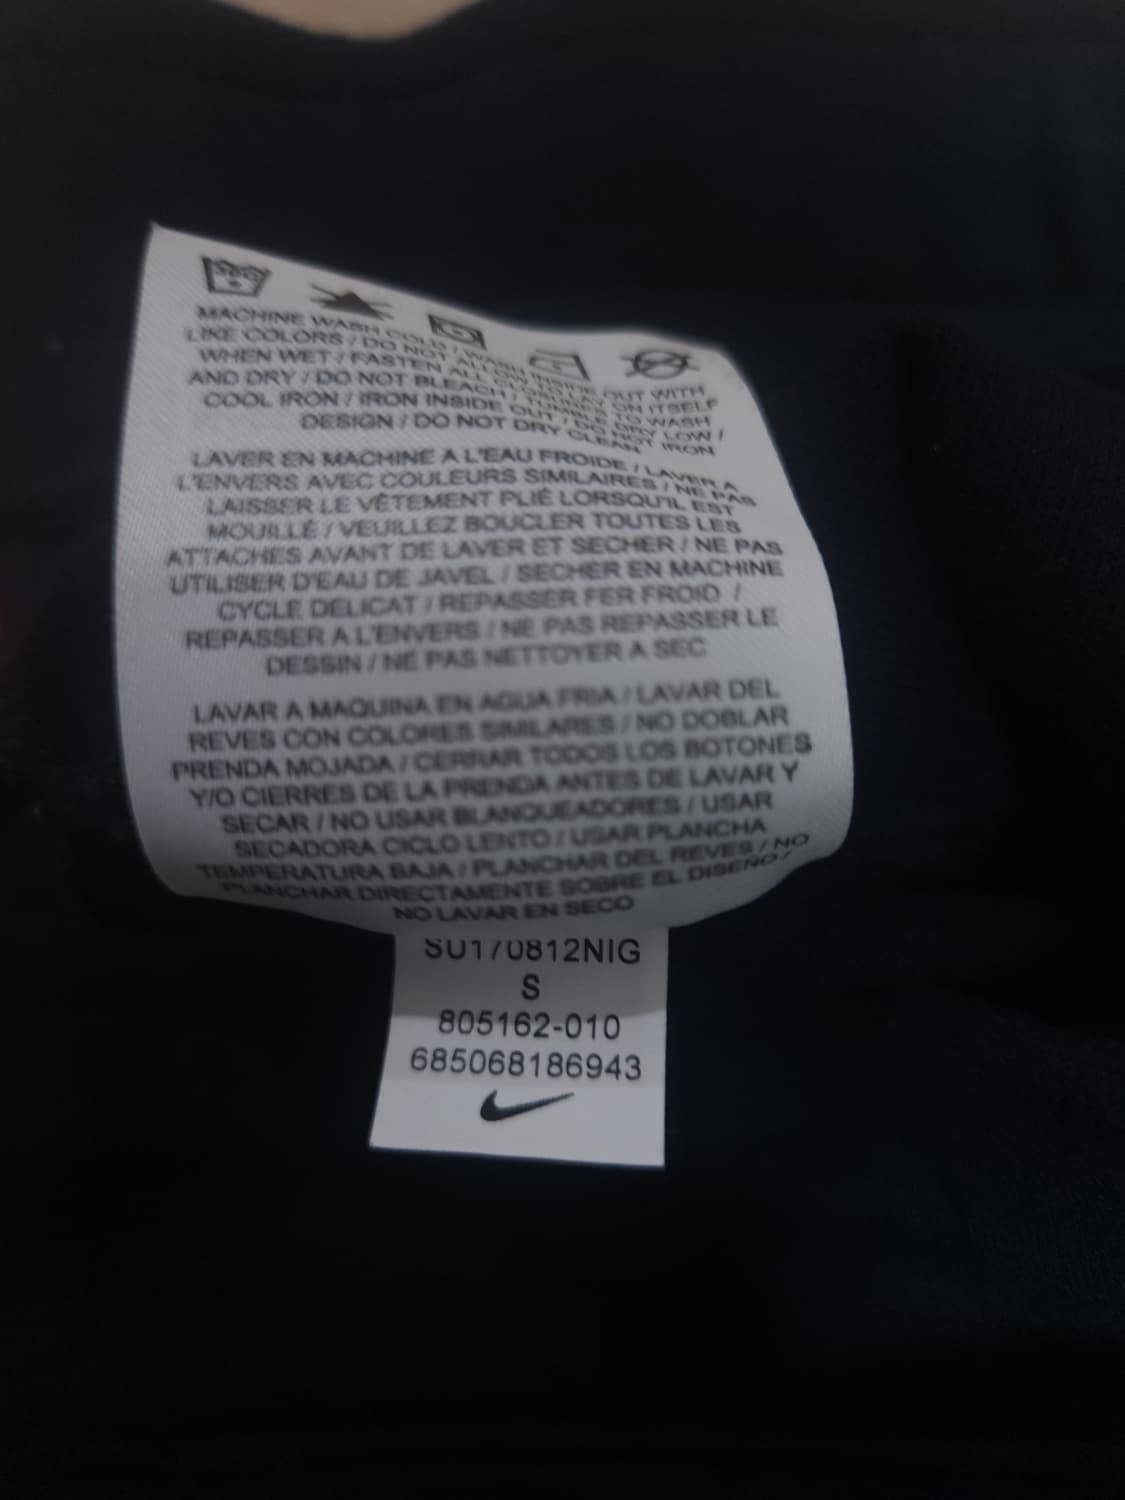 MACHINE WASH COLD / WASH INSIDE OUT WITH
LIKE COLORS / DO NOT ALLOW TO LAY ON ITSELF
WHEN WET / FASTEN ALL CLOSURES TO WASH
AND DRY / DO NOT BLEACH / TUMBLE DRY LOW /
COOL IRON / IRON INSIDE OUT / DO NOT IRON
DESIGN / DO NOT DRY CLEAN
LAVER EN MACHINE A L'EAU FROIDE / LAVER A
L'ENVERS AVEC COULEURS SIMILAIRES / NE PAS
LAISSER LE VÊTEMENT PLIÉ LORSQU'IL EST
MOUILLÉ / VEUILLEZ BOUCLER TOUTES LES
ATTACHES AVANT DE LAVER ET SECHER / NE PAS
UTILISER D'EAU DE JAVEL / SECHER EN MACHINE
CYCLE DELICAT / REPASSER FER FROID /
REPASSER A L'ENVERS / NE PAS REPASSER LE
DESSIN / NE PAS NETTOYER A SEC
LAVAR A MAQUINA EN AGUA FRIA / LAVAR DEL
REVES CON COLORES SIMILARES / NO DOBLAR
PRENDA MOJADA / CERRAR TODOS LOS BOTONES
Y/O CIERRES DE LA PRENDA ANTES DE LAVAR Y
SECAR / NO USAR BLANQUEADORES / USAR
SECADORA CICLO LENTO / USAR PLANCHA
TEMPERATURA BAJA / PLANCHAR DEL REVES / NO
PLANCHAR DIRECTAMENTE SOBRE EL DISEÑO /
NO LAVAR EN SECO
SU170812NIG
S
805162-010
685068186943